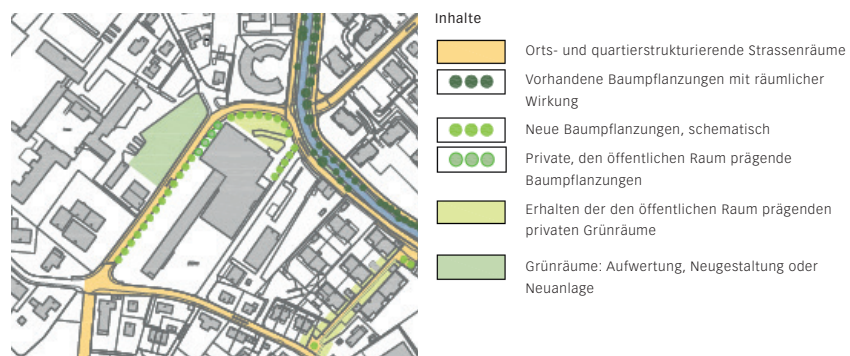 Inhalte
Orts- und quartierstrukturierende Strassenräume
Vorhandene Baumpflanzungen mit räumlicher
Wirkung
Neue Baumpflanzungen, schematisch
Private, den öffentlichen Raum prägende
Baumpflanzungen
Erhalten der den öffentlichen Raum prägenden
privaten Grünräume
Grünräume: Aufwertung, Neugestaltung oder
Neuanlage